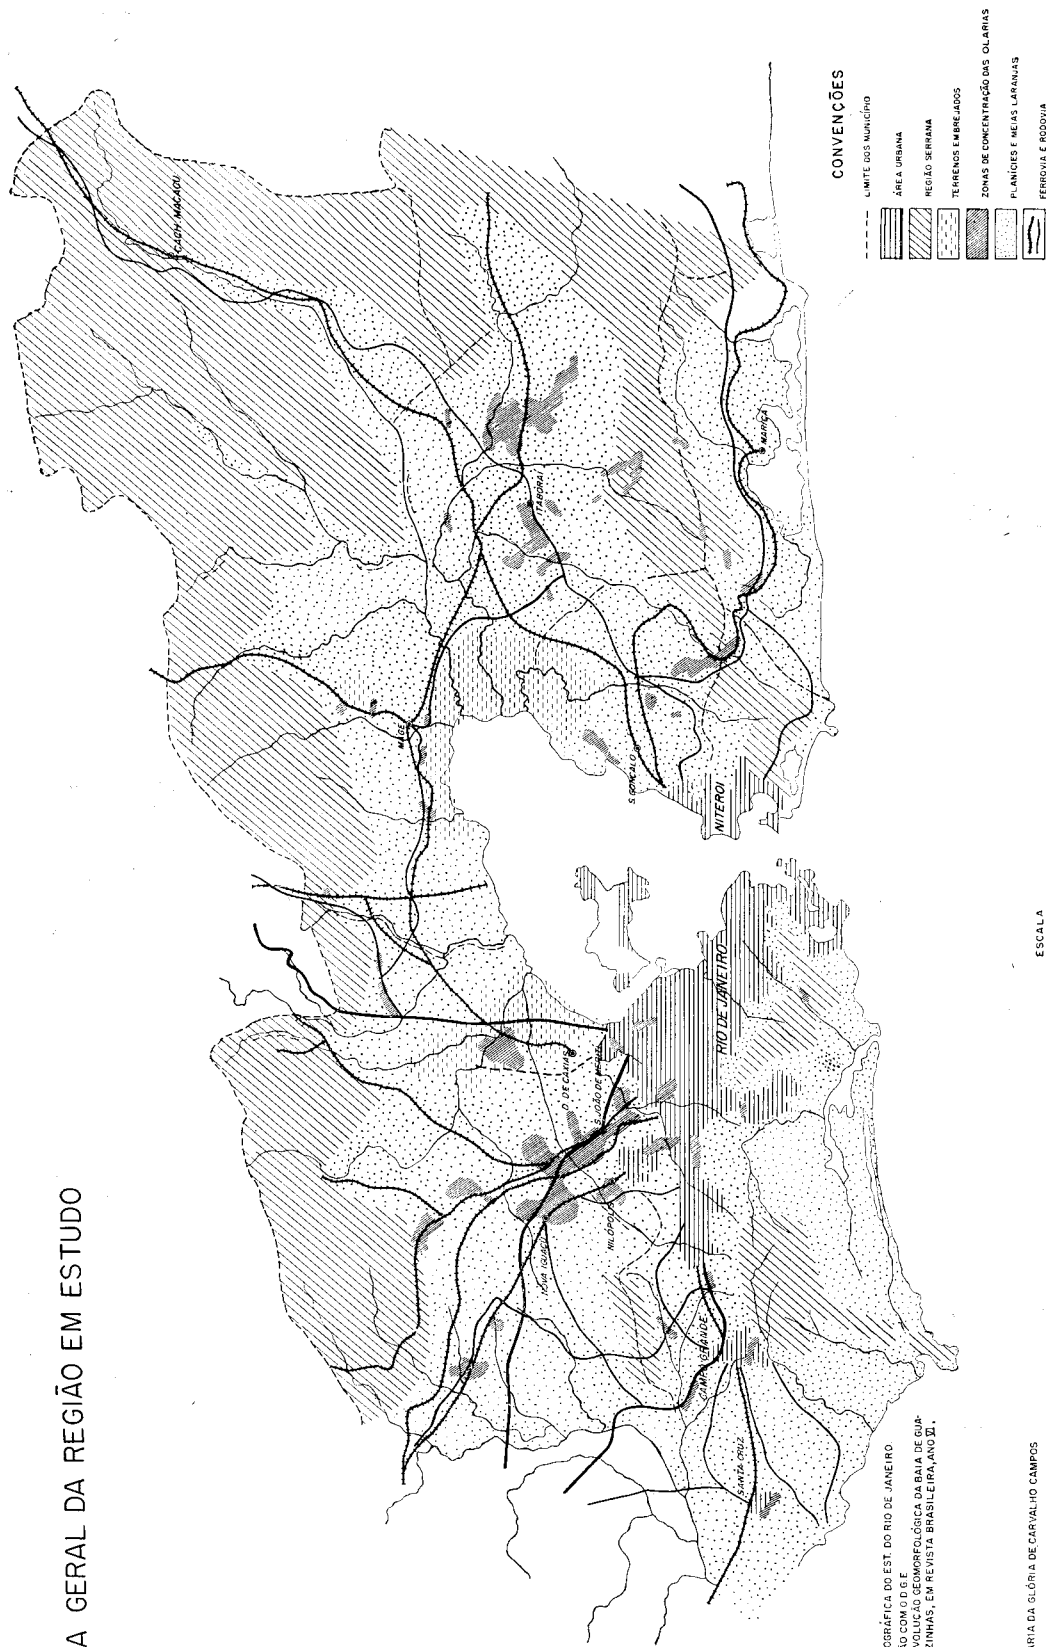 A GERAL DA REGIÃO EM ESTUDO
CACH. MACACU
MAGÉ
ITABORAÍ
MARICÁ
S. GONÇALO
NITEROI
RIO DE JANEIRO
D. DE CAXIAS
S. JOÃO DE MERITI
NILÓPOLIS
NOVA IGUAÇU
CAMPO GRANDE
SANTA CRUZ
CONVENÇÕES
LIMITE DOS MUNICÍPIO
ÁREA URBANA
REGIÃO SERRANA
TERRENOS EMBREJADOS
ZONAS DE CONCENTRAÇÃO DAS OLARIAS
PLANÍCIES E MEIAS LARANJAS
FERROVIA E RODOVIA
ESCALA
OGRÁFICA DO EST. DO RIO DE JANEIRO
ÃO COM O D G E
VOLUÇÃO GEOMORFOLÓGICA DA BAIA DE GUA-
ZINHAS, EM REVISTA BRASILEIRA, ANO VI,
ARIA DA GLÓRIA DE CARVALHO CAMPOS